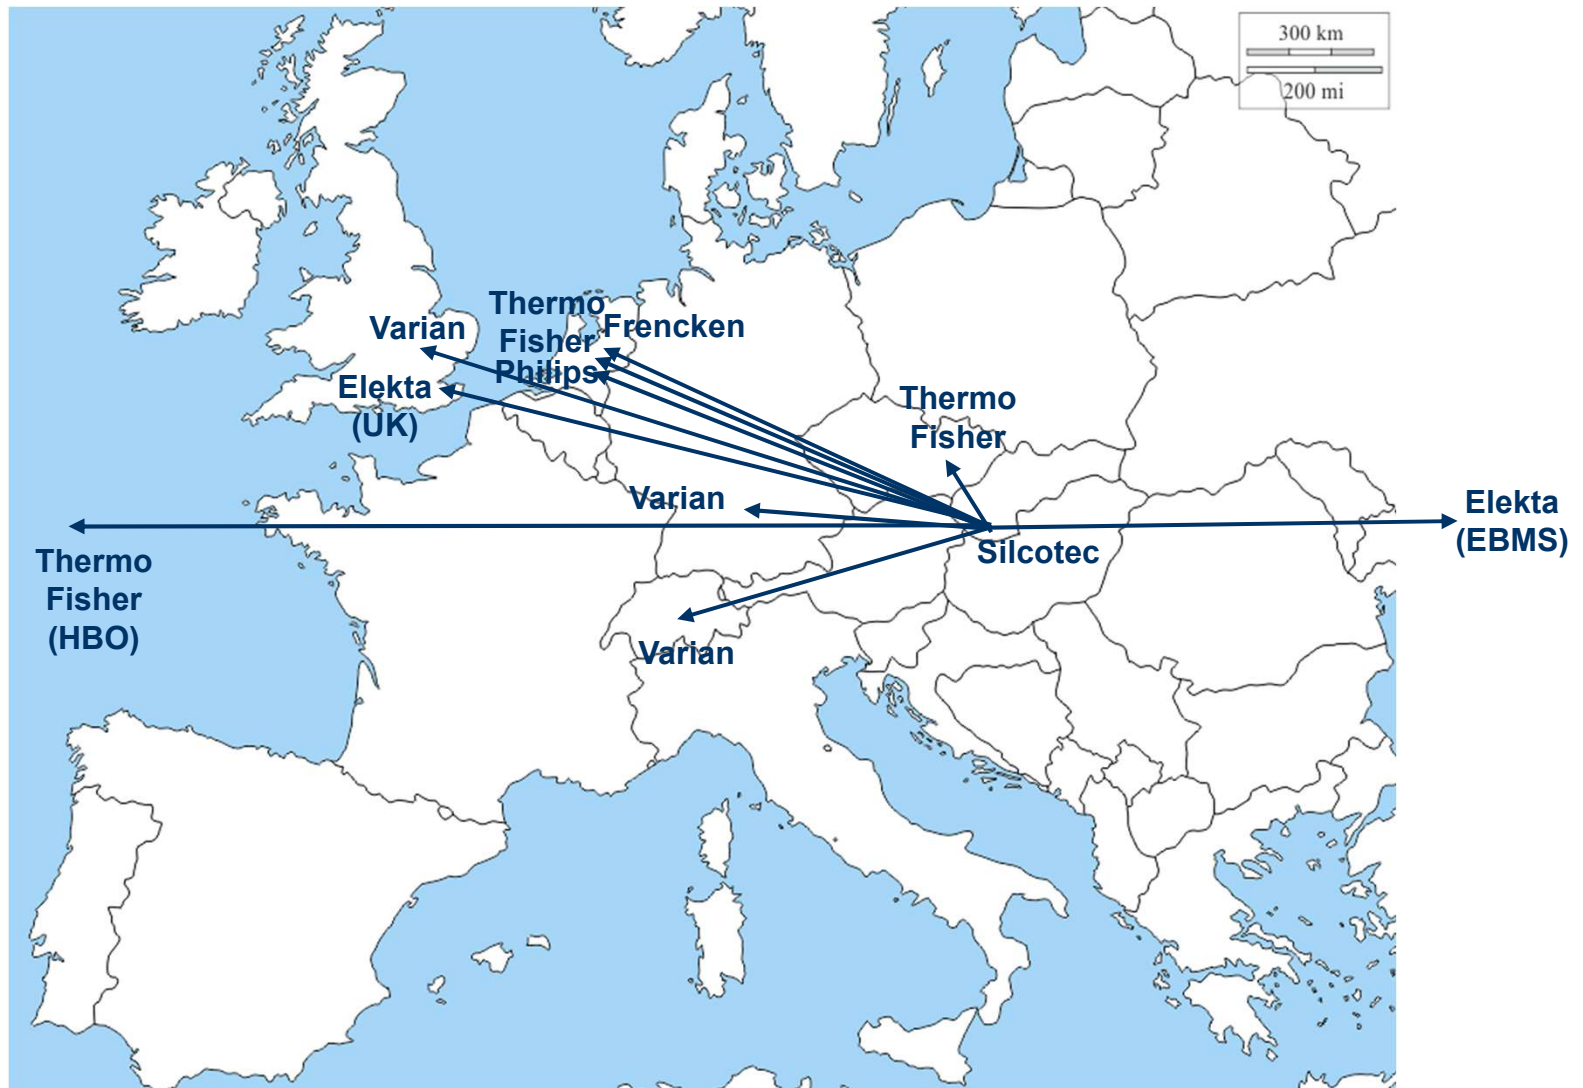 300 km
200 mi
Thermo
Fisher
Philips
Frencken
Varian
Elekta
(UK)
Thermo
Fisher
Varian
Elekta
(EBMS)
Silcotec
Thermo
Fisher
(HBO)
Varian